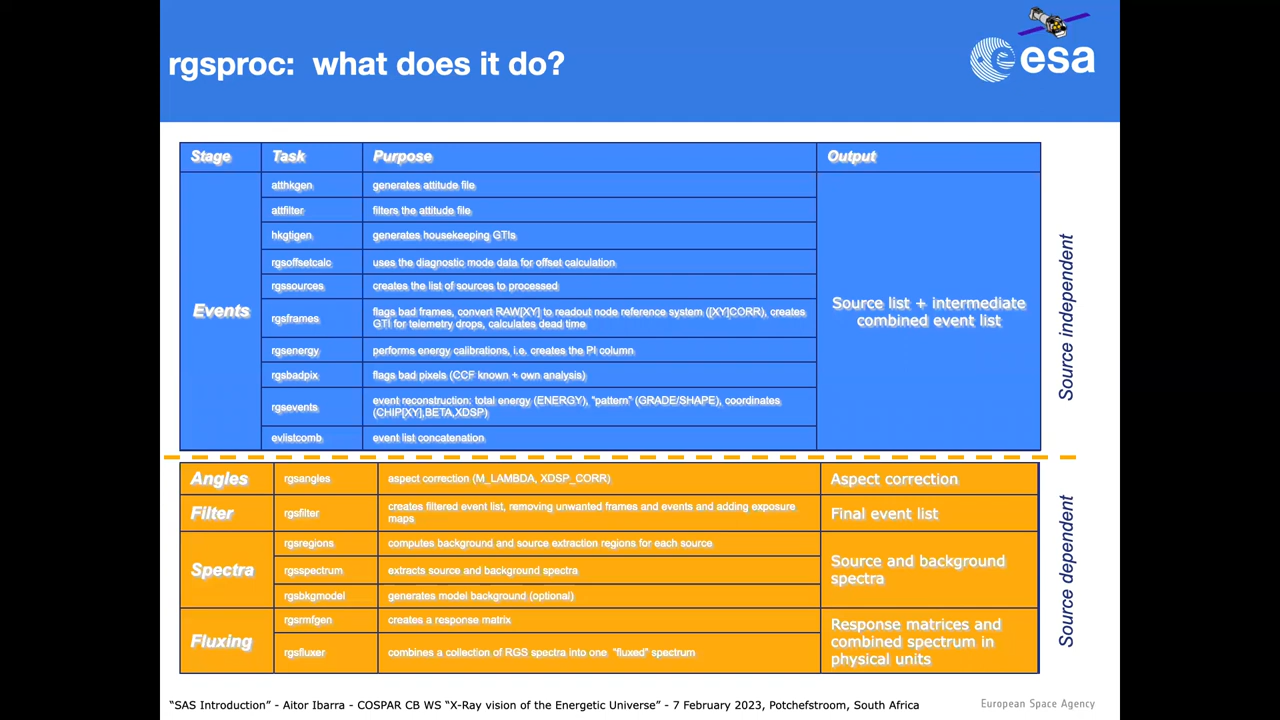 rgsproc: what does it do?
esa
Stage Task Purpose Output
Events
atthkgen generates attitude file
attfilter filters the attitude file
hkgtigen generates housekeeping GTIs
rgsoffsetcalc uses the diagnostic mode data for offset calculation
rgssources creates the list of sources to processed
rgsframes flags bad frames, convert RAW[XY] to readout node reference system ([XY]CORR), creates
GTI for telemetry drops, calculates dead time
rgsenergy performs energy calibrations, i.e. creates the PI column
rgsbadpix flags bad pixels (CCF known + own analysis)
rgsevents event reconstruction: total energy (ENERGY), "pattern" (GRADE/SHAPE), coordinates
(CHIP[XY],BETA,XDSP)
evlistcomb event list concatenation
Source list + intermediate
combined event list
Source independent
Angles rgsangles aspect correction (M_LAMBDA, XDSP_CORR) Aspect correction
Filter rgsfilter creates filtered event list, removing unwanted frames and events and adding exposure
maps
Final event list
Spectra
rgsregions computes background and source extraction regions for each source
rgsspectrum extracts source and background spectra
rgsbkgmodel generates model background (optional)
Source and background
spectra
Fluxing
rgsrmfgen creates a response matrix
rgsfluxer combines a collection of RGS spectra into one "fluxed" spectrum
Response matrices and
combined spectrum in
physical units
Source dependent
“SAS Introduction” - Aitor Ibarra - COSPAR CB WS “X-Ray vision of the Energetic Universe” - 7 February 2023, Potchefstroom, South Africa
European Space Agency